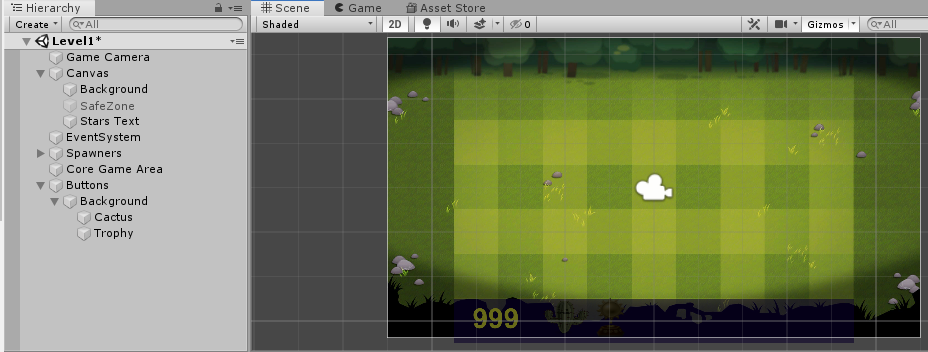 Hierarchy
Create
All
Level1*
Game Camera
Canvas
Background
SafeZone
Stars Text
EventSystem
Spawners
Core Game Area
Buttons
Background
Cactus
Trophy
Scene
Game
Asset Store
Shaded
2D
0
Gizmos
All
999